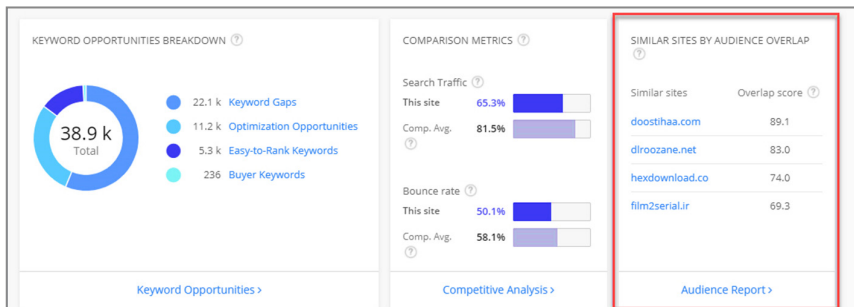 KEYWORD OPPORTUNITIES BREAKDOWN ?
38.9 k
Total
22.1 k Keyword Gaps
11.2 k Optimization Opportunities
5.3 k Easy-to-Rank Keywords
236 Buyer Keywords
Keyword Opportunities >
COMPARISON METRICS ?
Search Traffic ?
This site 65.3%
Comp. Avg. 81.5%
?
Bounce rate ?
This site 50.1%
Comp. Avg. 58.1%
?
Competitive Analysis >
SIMILAR SITES BY AUDIENCE OVERLAP
?
Similar sites Overlap score ?
doostihaa.com 89.1
dlroozane.net 83.0
hexdownload.co 74.0
film2serial.ir 69.3
Audience Report >